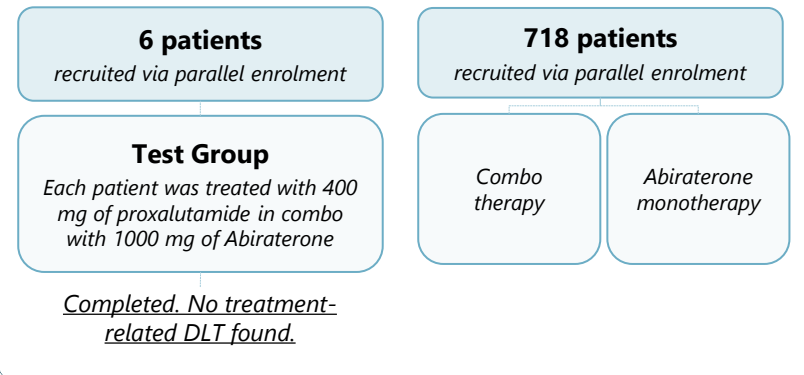 6 patients
recruited via parallel enrolment
Test Group
Each patient was treated with 400
mg of proxalutamide in combo
with 1000 mg of Abiraterone
Completed. No treatment-
related DLT found.
718 patients
recruited via parallel enrolment
Combo
therapy
Abiraterone
monotherapy